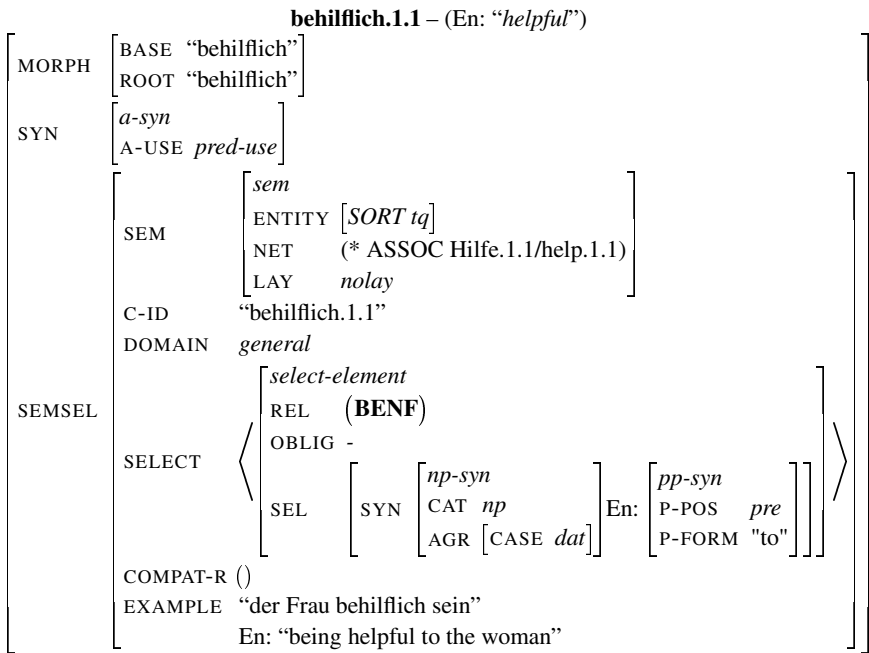 behilflich.1.1 – (En: “helpful”)
MORPH BASE “behilflich”
ROOT “behilflich”
SYN a-syn
A-USE pred-use
SEMSEL
SEM sem
ENTITY [SORT tq]
NET (* ASSOC Hilfe.1.1/help.1.1)
LAY nolay
C-ID “behilflich.1.1”
DOMAIN general
SELECT
select-element
REL (BENF)
OBLIG -
SEL SYN
np-syn
CAT np
AGR [CASE dat]
En:
pp-syn
P-POS pre
P-FORM "to"
COMPAT-R ()
EXAMPLE “der Frau behilflich sein”
En: “being helpful to the woman”